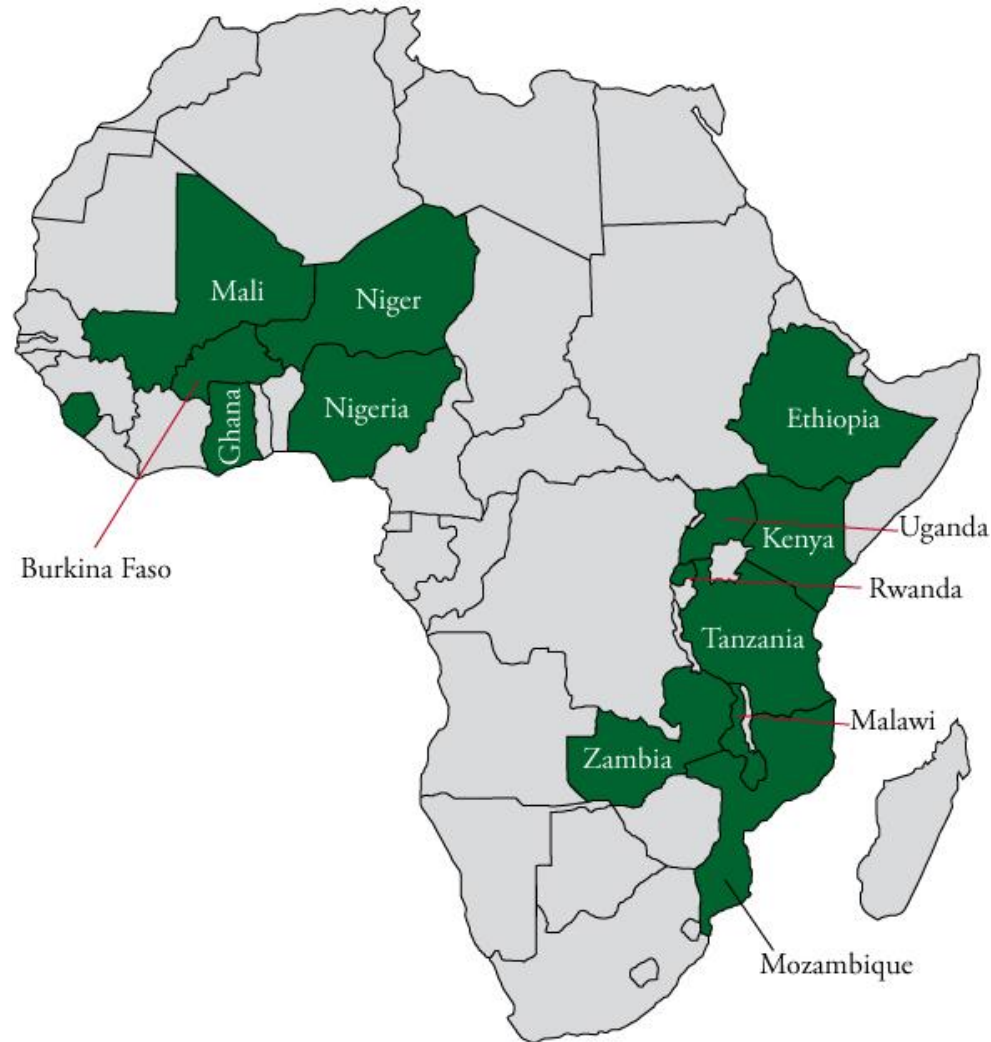 Mali
Niger
Nigeria
Ghana
Ethiopia
Uganda
Kenya
Burkina Faso
Rwanda
Tanzania
Malawi
Zambia
Mozambique